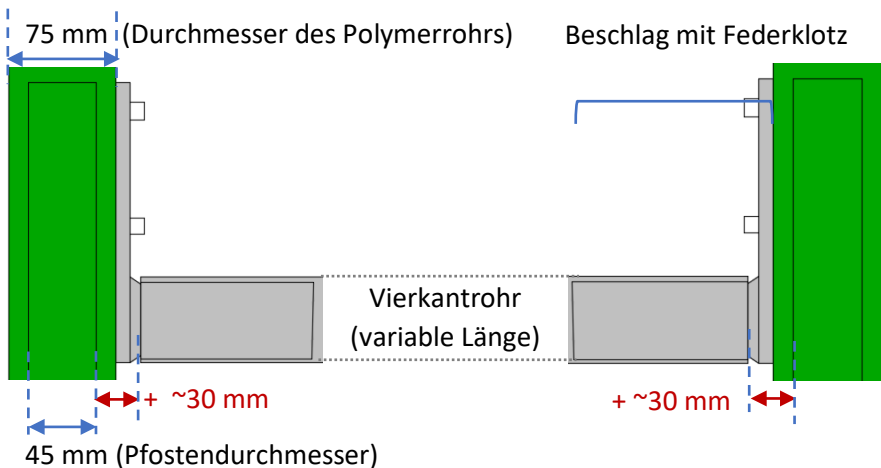 75 mm (Durchmesser des Polymerrohrs)
Beschlag mit Federklotz
Vierkantrohr
(variable Länge)
+ ~30 mm
+ ~30 mm
45 mm (Pfostendurchmesser)